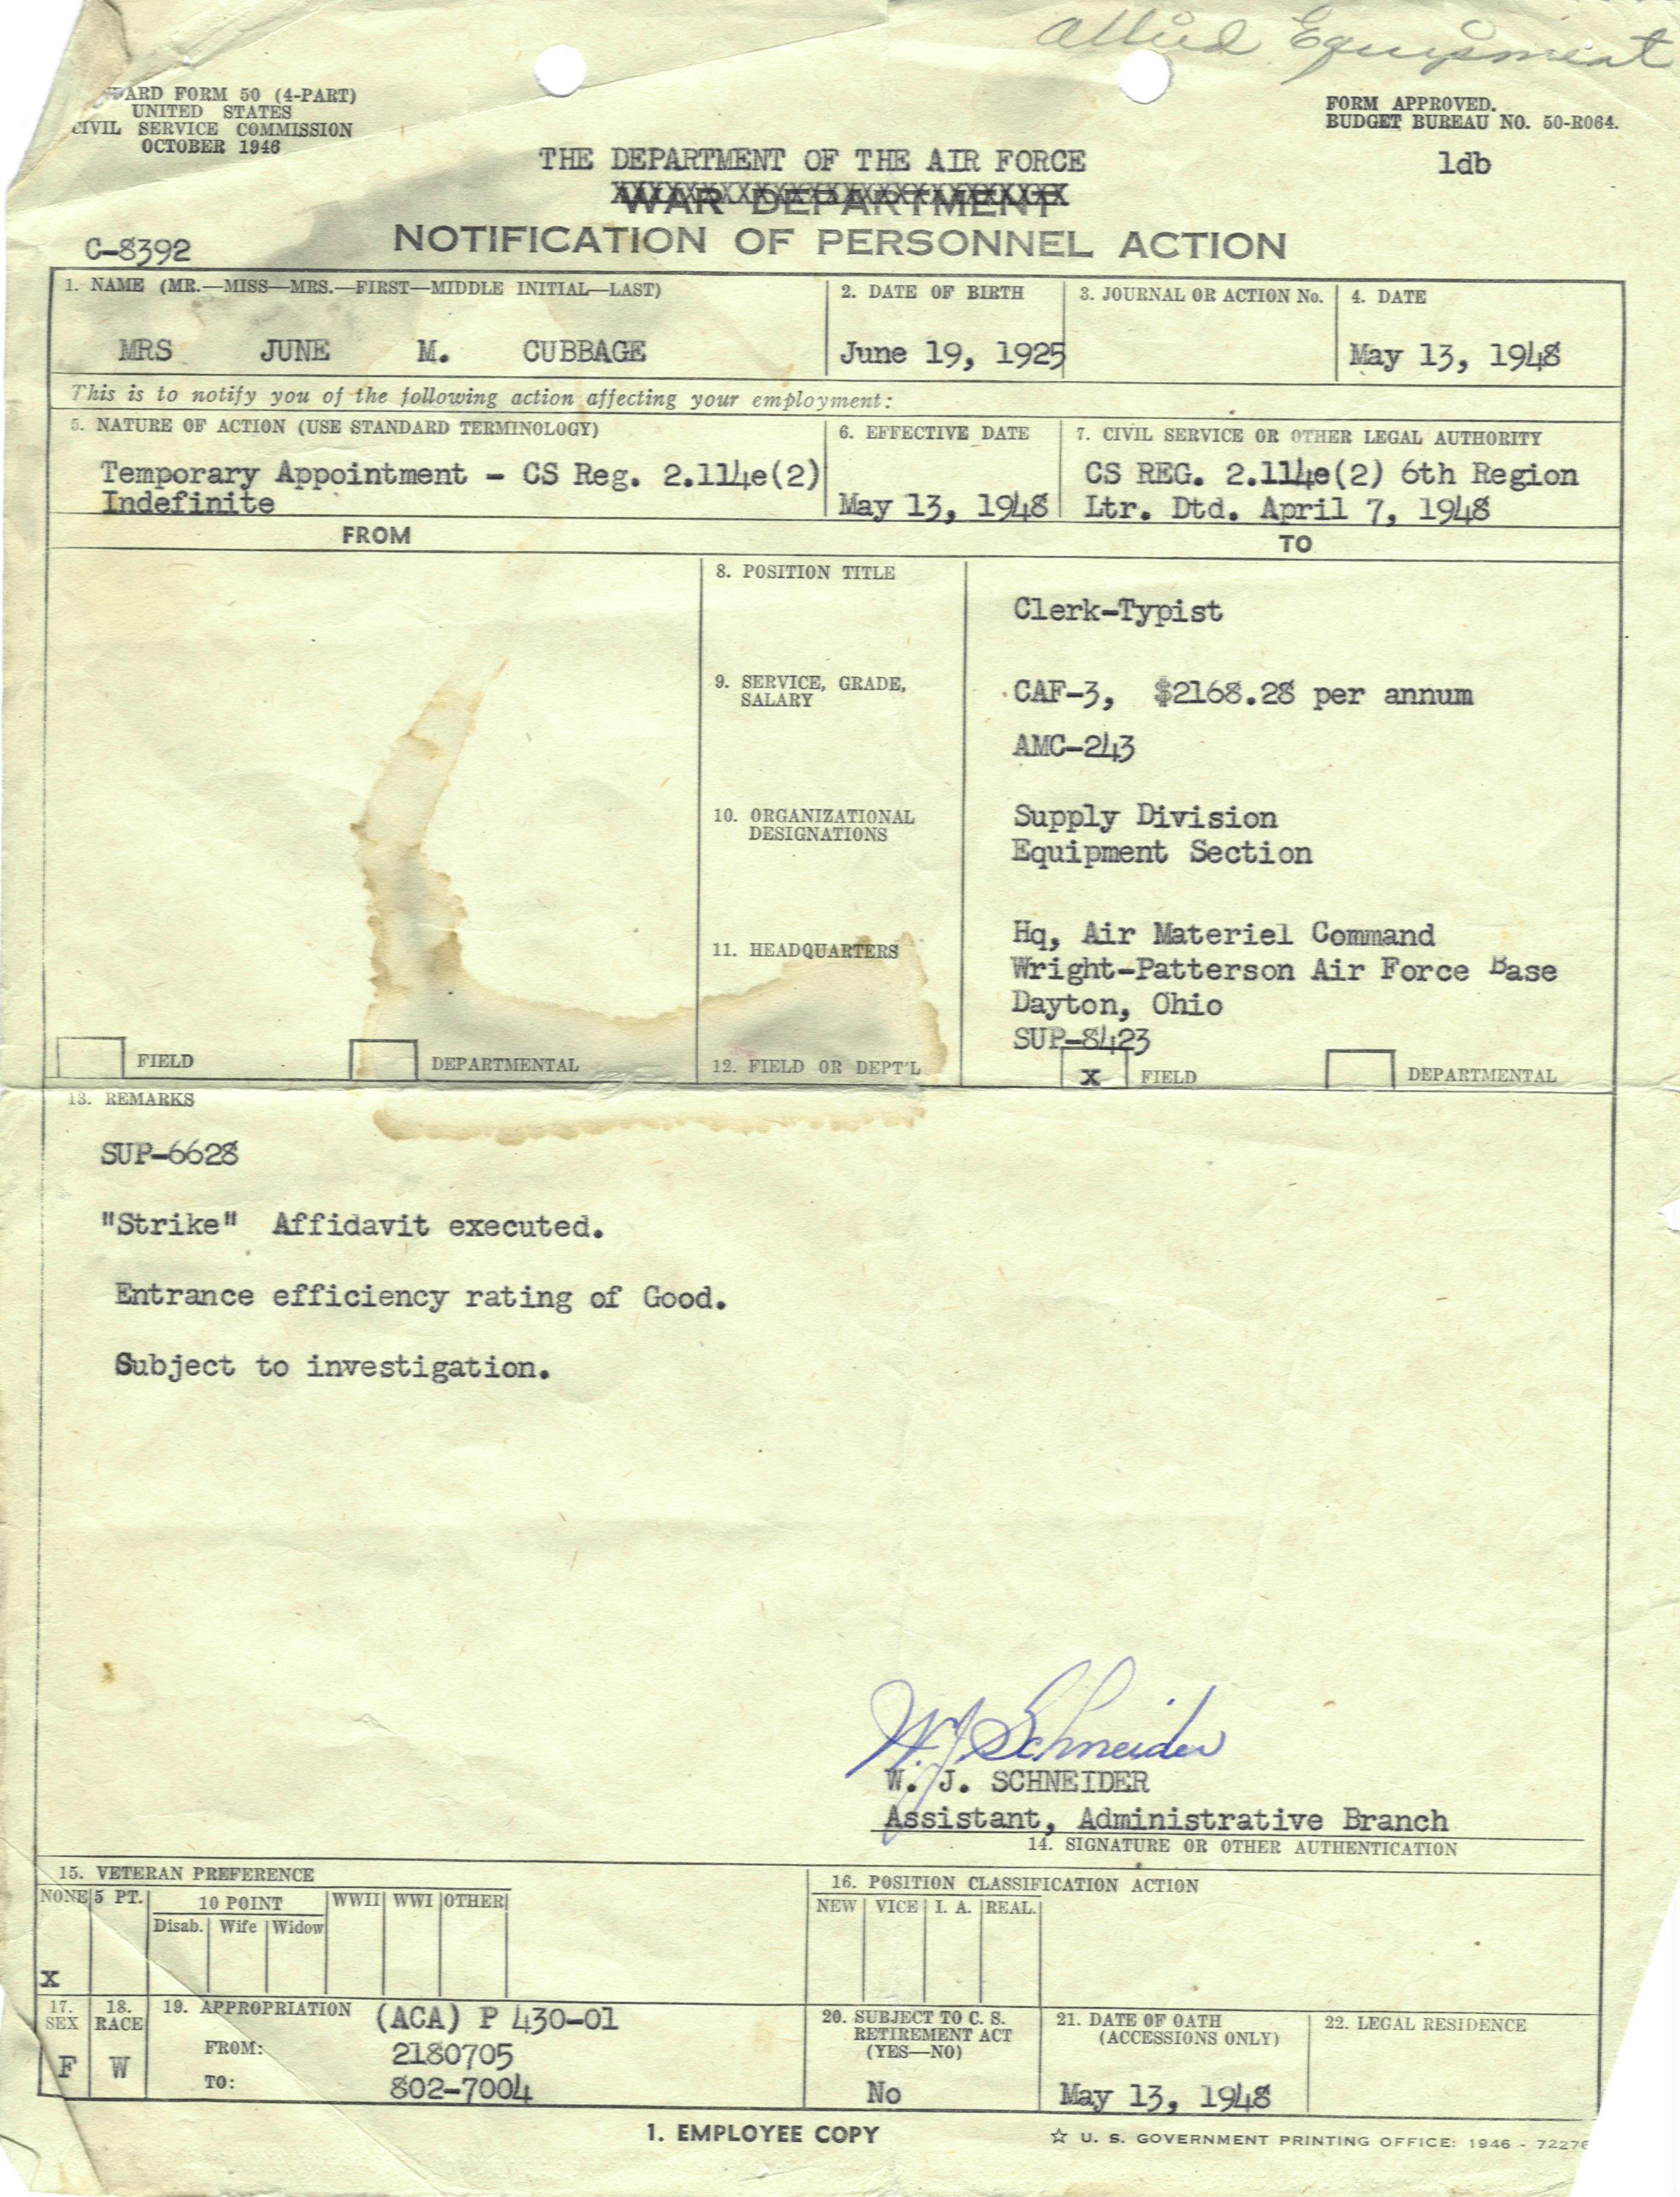 Allied Equipment
ARD FORM 50 (4-PART)
UNITED STATES
CIVIL SERVICE COMMISSION
OCTOBER 1946
FORM APPROVED.
BUDGET BUREAU NO. 50-R064.
THE DEPARTMENT OF THE AIR FORCE
ldb
WAR DEPARTMENT
NOTIFICATION OF PERSONNEL ACTION
C-8392
1. NAME (MR.—MISS—MRS.—FIRST—MIDDLE INITIAL—LAST)
2. DATE OF BIRTH
3. JOURNAL OR ACTION No.
4. DATE
MRS JUNE M. CUBBAGE
June 19, 1925
May 13, 1948
This is to notify you of the following action affecting your employment:
5. NATURE OF ACTION (USE STANDARD TERMINOLOGY)
6. EFFECTIVE DATE
7. CIVIL SERVICE OR OTHER LEGAL AUTHORITY
Temporary Appointment - CS Reg. 2.114e(2)
Indefinite
May 13, 1948
CS REG. 2.114e(2) 6th Region
Ltr. Dtd. April 7, 1948
FROM
TO
8. POSITION TITLE
Clerk-Typist
9. SERVICE, GRADE,
SALARY
CAF-3, $2168.28 per annum
AMC-243
10. ORGANIZATIONAL
DESIGNATIONS
Supply Division
Equipment Section
11. HEADQUARTERS
Hq, Air Materiel Command
Wright-Patterson Air Force Base
Dayton, Ohio
SUP-8423
FIELD
DEPARTMENTAL
12. FIELD OR DEPT'L
X FIELD
DEPARTMENTAL
13. REMARKS
SUP-6628
"Strike" Affidavit executed.
Entrance efficiency rating of Good.
Subject to investigation.
W. J. Schneider
W. J. SCHNEIDER
Assistant, Administrative Branch
14. SIGNATURE OR OTHER AUTHENTICATION
15. VETERAN PREFERENCE
16. POSITION CLASSIFICATION ACTION
NONE 5 PT. 10 POINT WWII WWI OTHER
Disab. Wife Widow
NEW VICE I. A. REAL.
X
17.
SEX
18.
RACE
19. APPROPRIATION (ACA) P 430-01
FROM: 2180705
TO: 802-7004
F
W
20. SUBJECT TO C. S.
RETIREMENT ACT
(YES—NO)
No
21. DATE OF OATH
(ACCESSIONS ONLY)
May 13, 1948
22. LEGAL RESIDENCE
1. EMPLOYEE COPY
☆ U. S. GOVERNMENT PRINTING OFFICE: 1946 - 7227